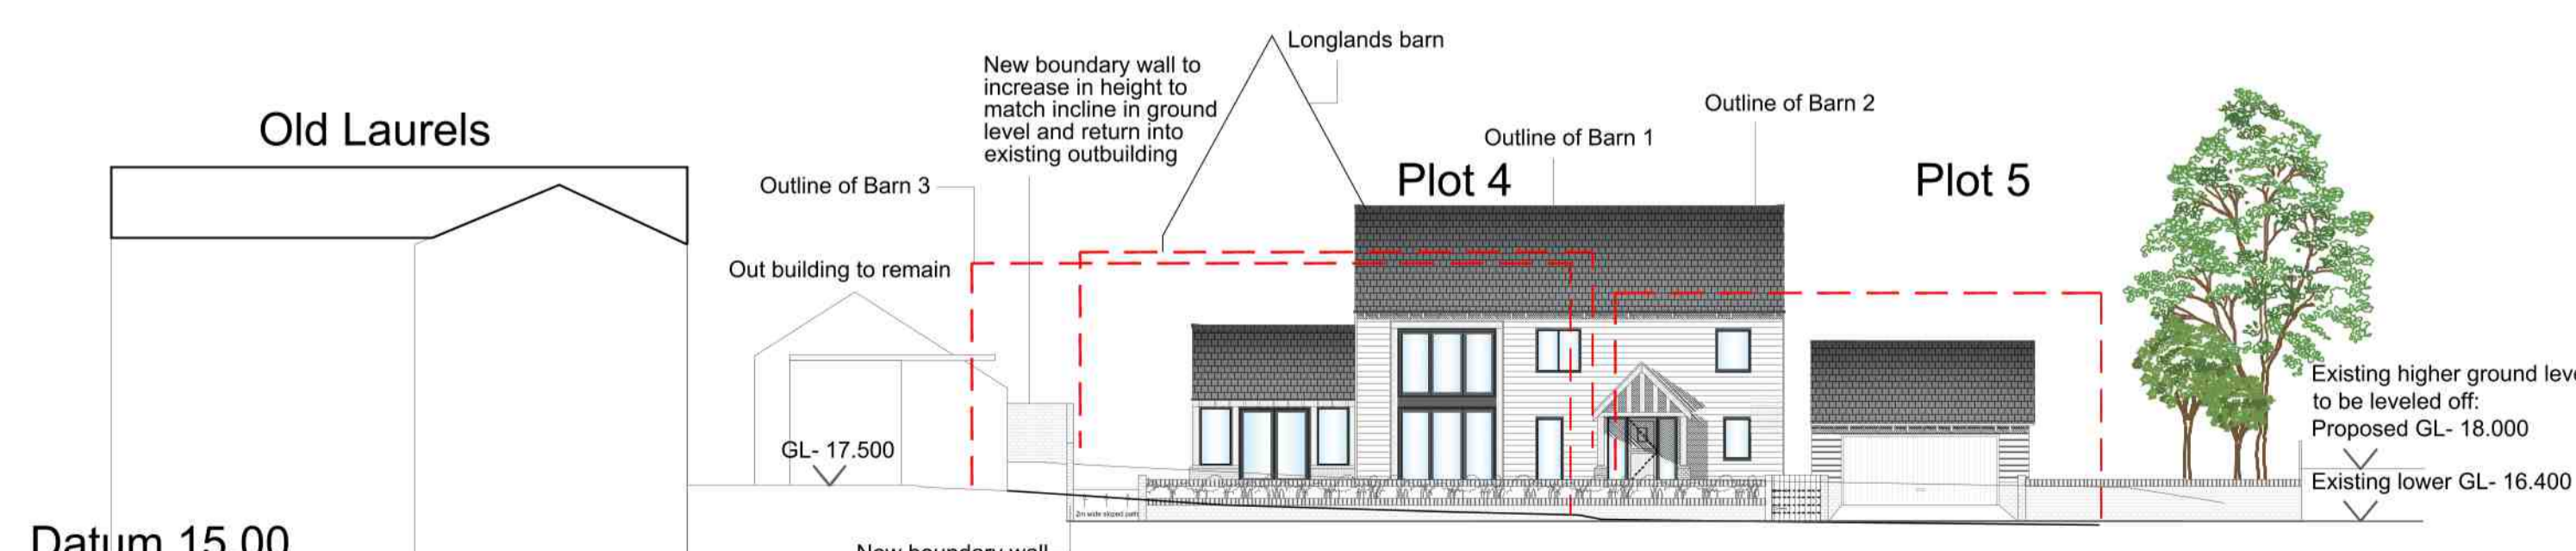 Longlands barn
New boundary wall to
increase in height to
match incline in ground
level and return into
existing outbuilding
Outline of Barn 2
Old Laurels
Outline of Barn 1
Plot 4
Plot 5
Outline of Barn 3
Out building to remain
Existing higher ground
to be leveled off:
Proposed GL- 18.000
GL- 17.500
Existing lower GL- 16.400
2m wide sloped path
Datum 15.00
New boundary wall